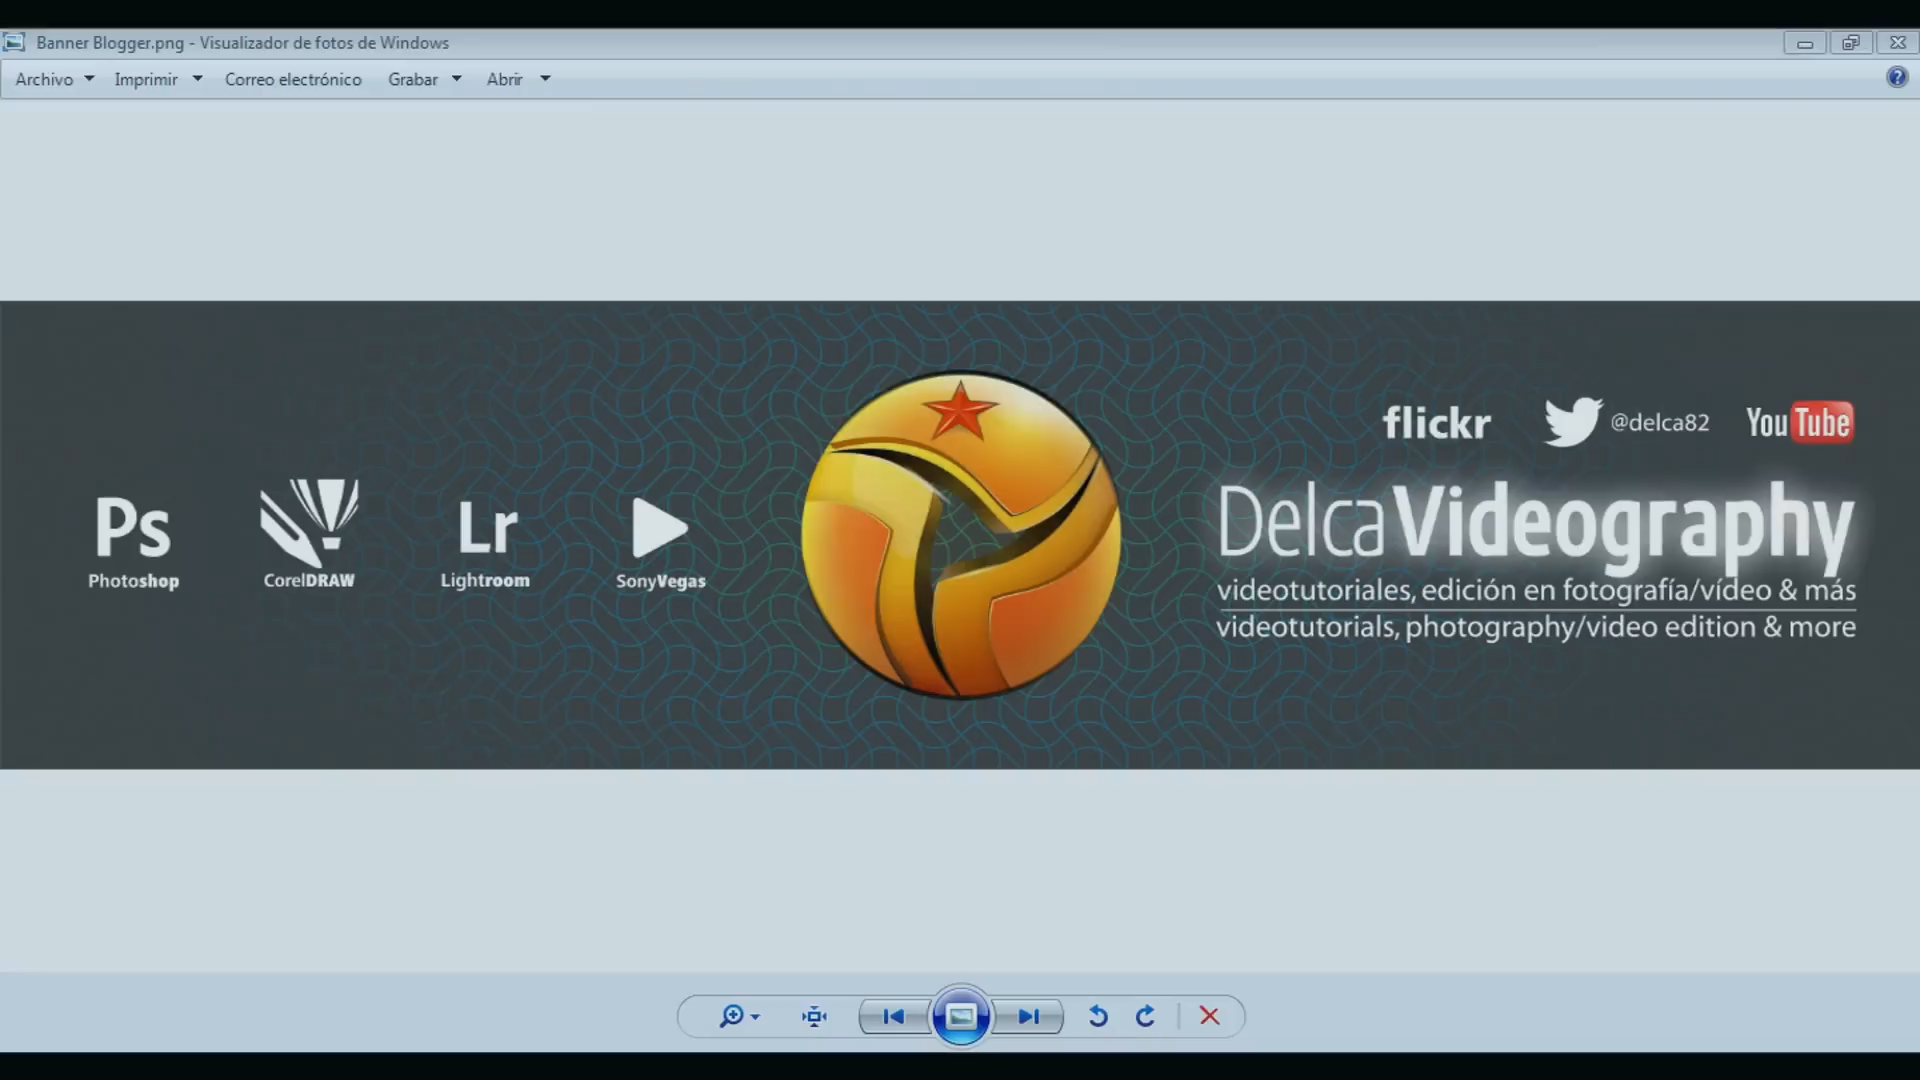 Banner Blogger.png - Visualizador de fotos de Windows
Archivo Imprimir Correo electrónico Grabar Abrir
?
flickr @delca82 YouTube
Ps Lr
Photoshop CorelDRAW Lightroom SonyVegas
DelcaVideography
videotutoriales, edición en fotografía/vídeo & más
videotutorials, photography/video edition & more